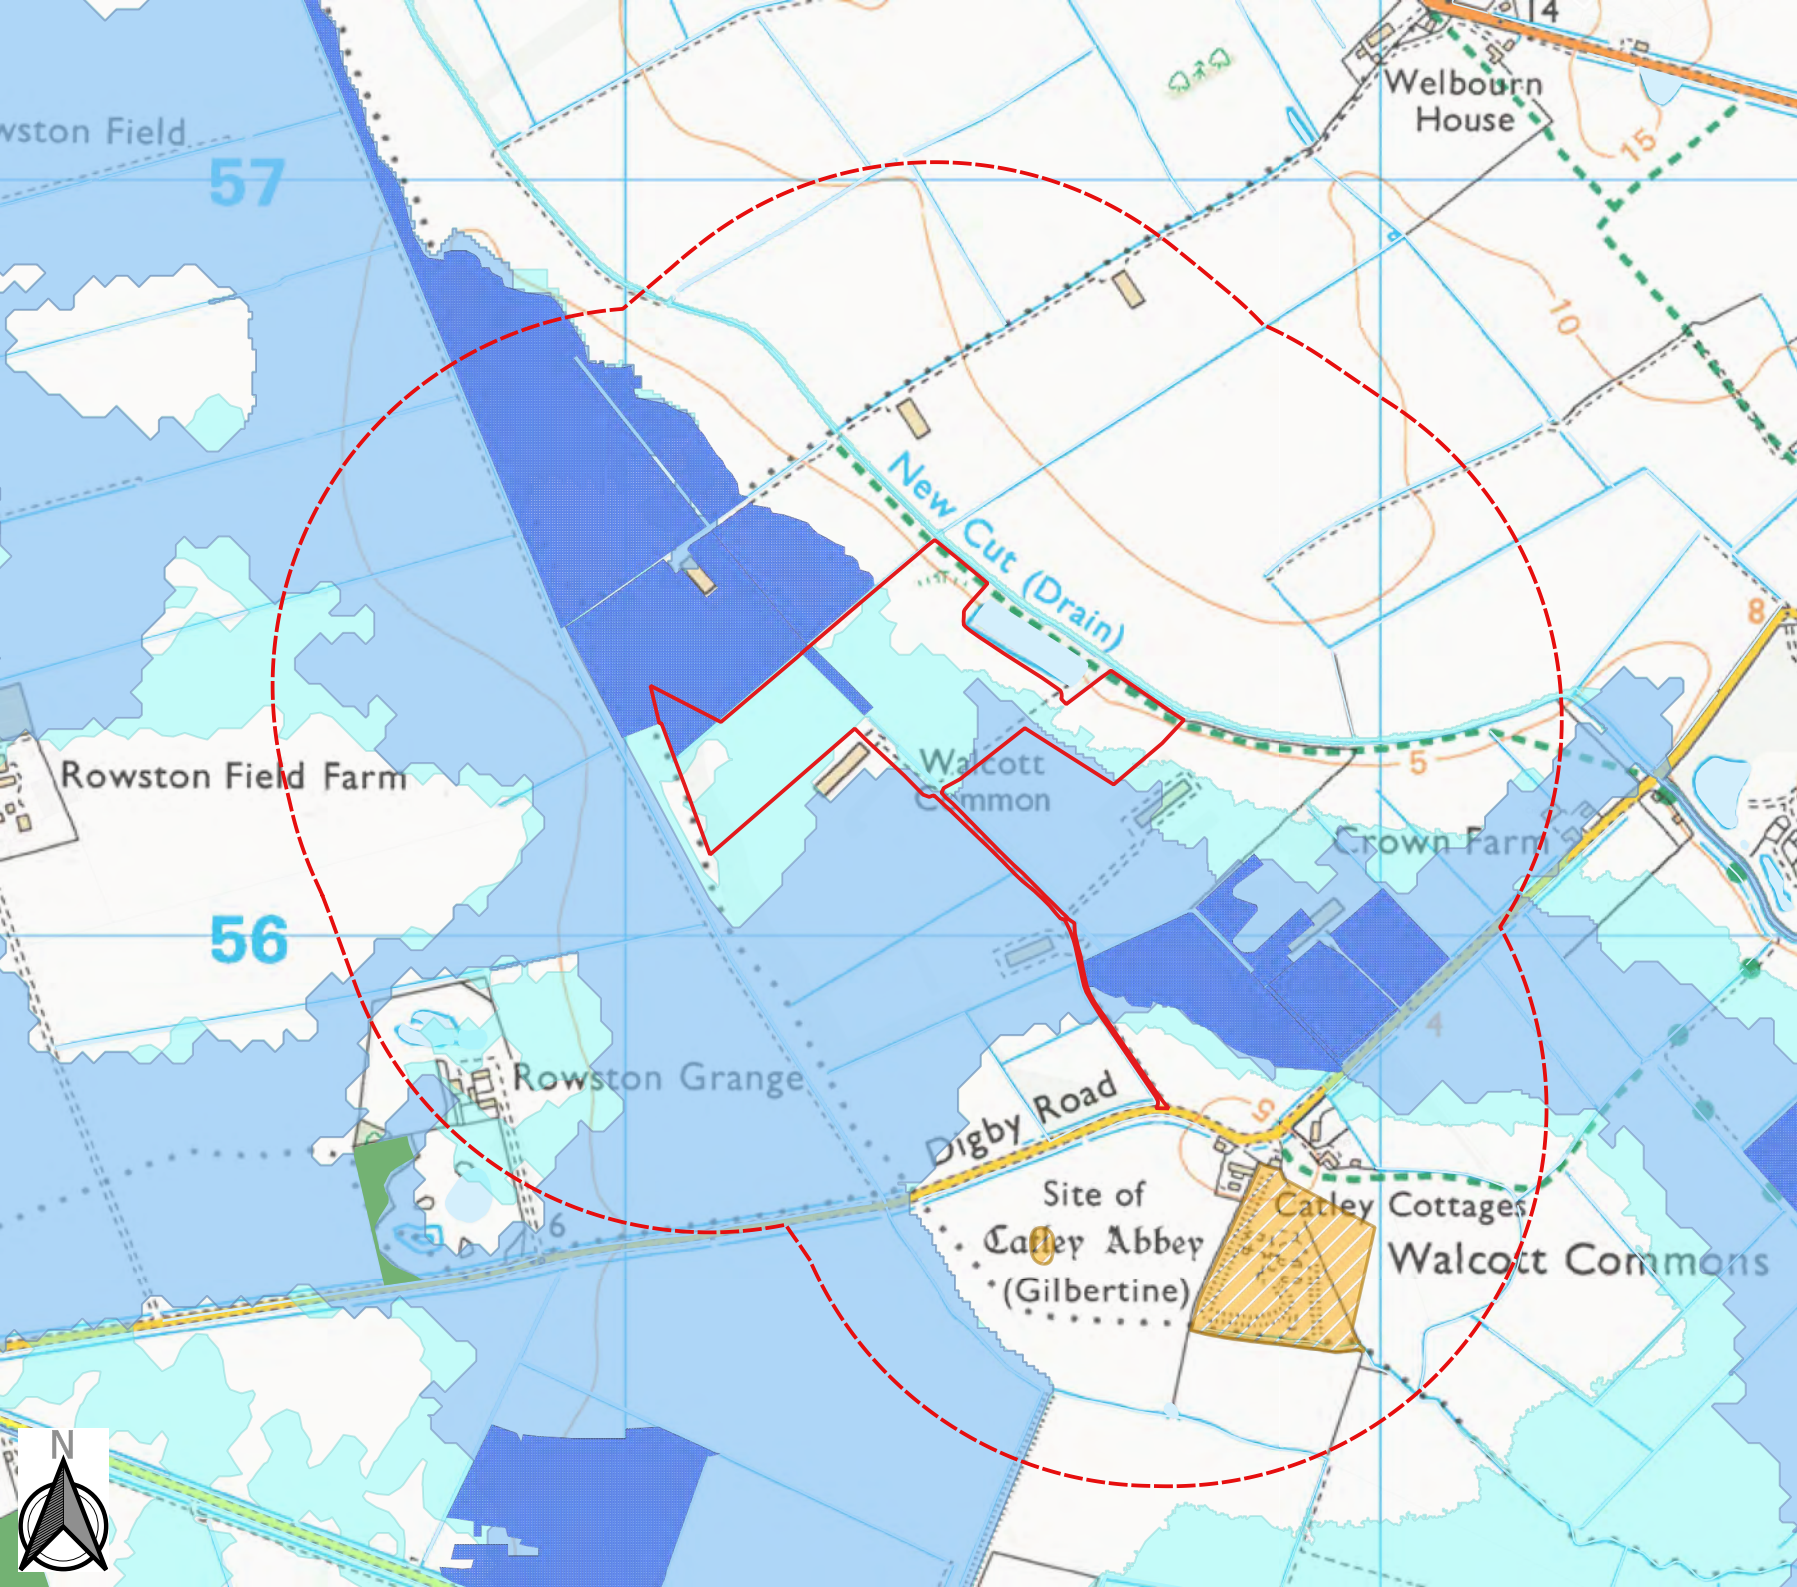 14
Welbourn
House
wston Field
15
57
10
New Cut (Drain)
8
Walcott
Common
5
Rowston Field Farm
Crown Farm
56
4
Rowston Grange
Digby Road
5
Site of
Catley Abbey
(Gilbertine)
Catley Cottages
6
Walcott Commons
N